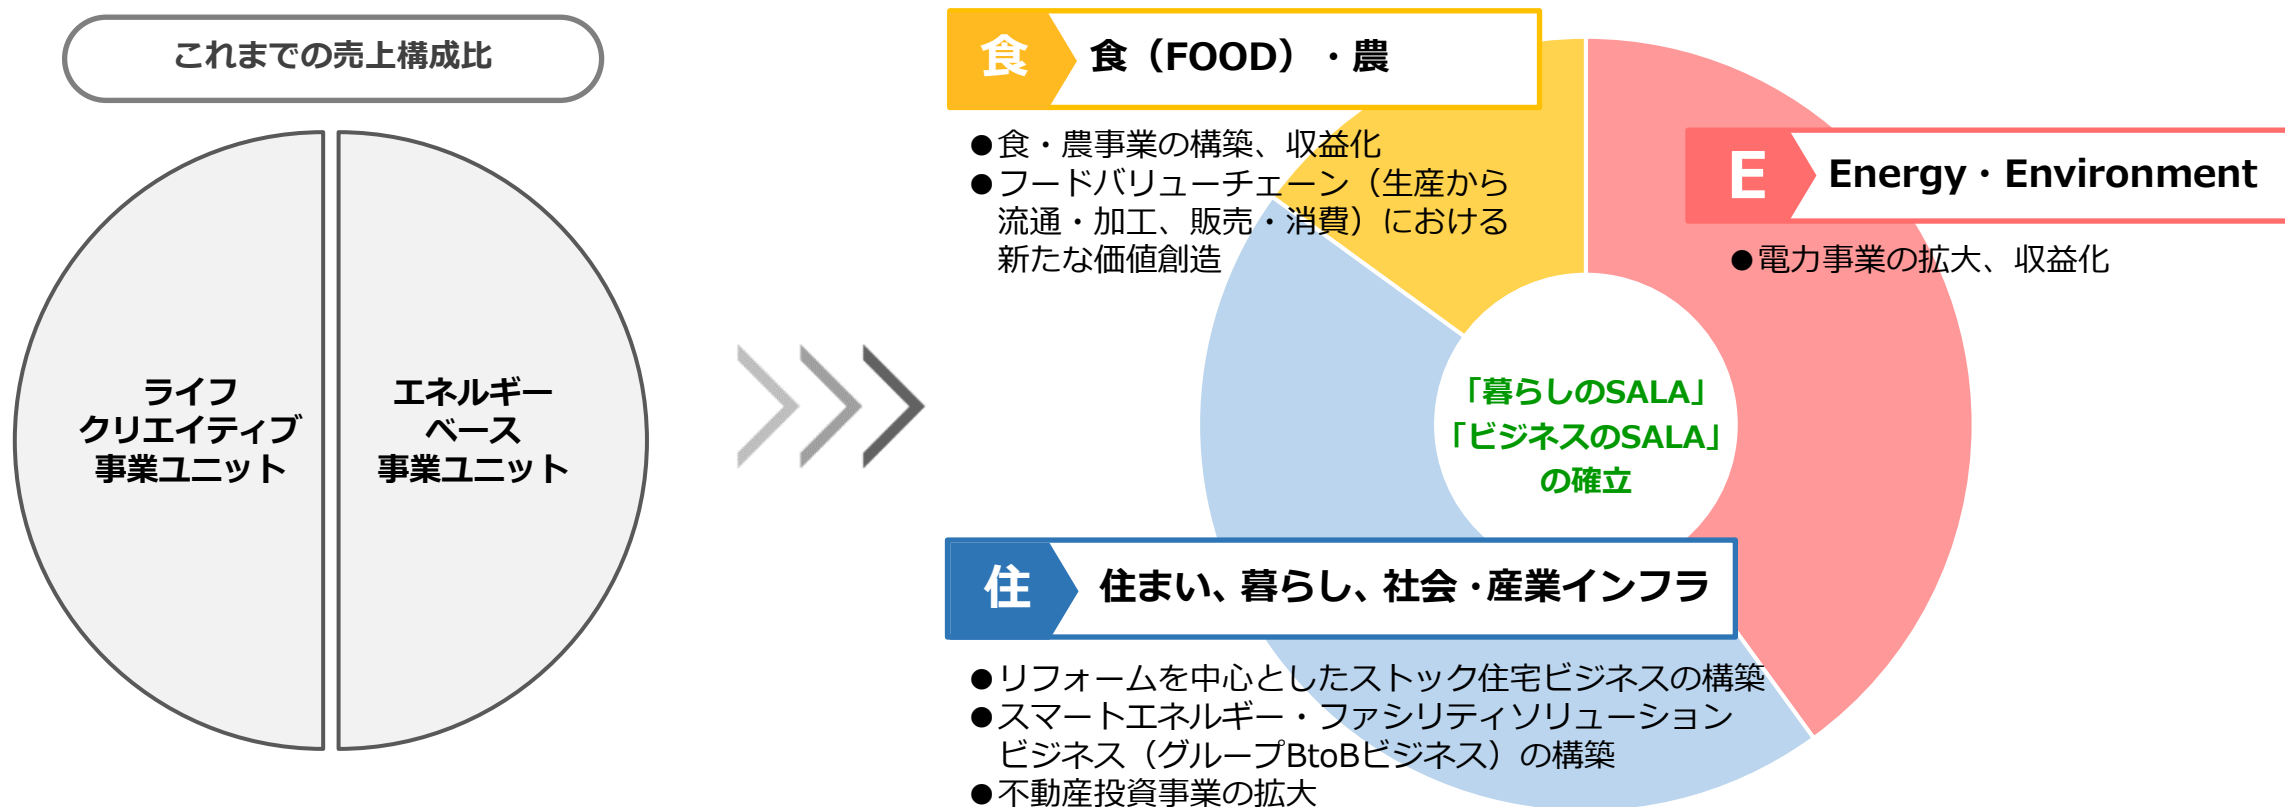 これまでの売上構成比
ライフ
クリエイティブ
事業ユニット
エネルギー
ベース
事業ユニット
食 食（FOOD）・農
●食・農事業の構築、収益化
●フードバリューチェーン（生産から
流通・加工、販売・消費）における
新たな価値創造
E Energy・Environment
●電力事業の拡大、収益化
「暮らしのSALA」
「ビジネスのSALA」
の確立
住 住まい、暮らし、社会・産業インフラ
●リフォームを中心としたストック住宅ビジネスの構築
●スマートエネルギー・ファシリティソリューション
ビジネス（グループBtoBビジネス）の構築
●不動産投資事業の拡大